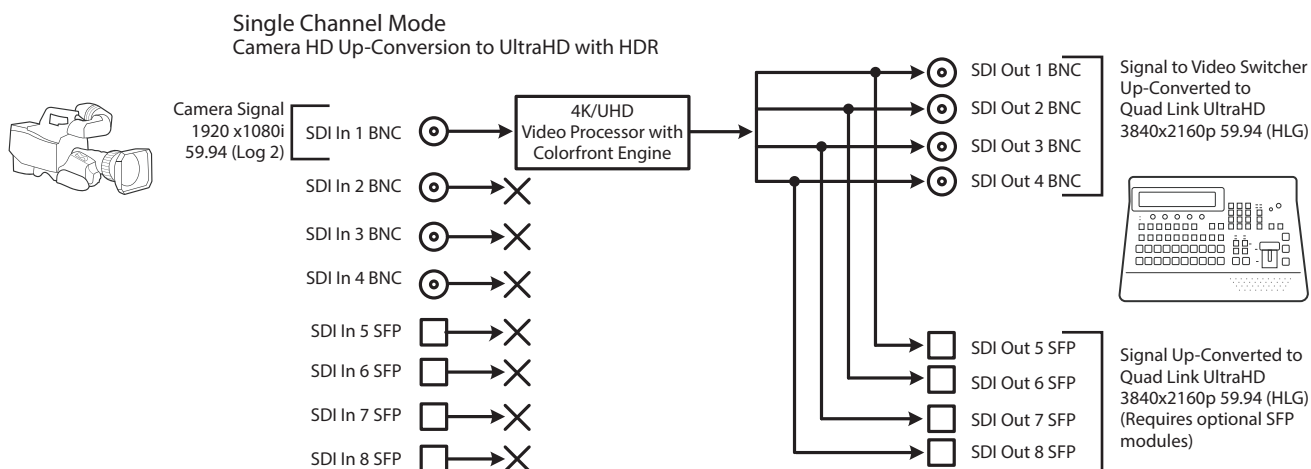 Single Channel Mode
Camera HD Up-Conversion to UltraHD with HDR
Camera Signal
1920 x1080i
59.94 (Log 2)
SDI In 1 BNC
SDI In 2 BNC
SDI In 3 BNC
SDI In 4 BNC
SDI In 5 SFP
SDI In 6 SFP
SDI In 7 SFP
SDI In 8 SFP
4K/UHD
Video Processor with
Colorfront Engine
SDI Out 1 BNC
SDI Out 2 BNC
SDI Out 3 BNC
SDI Out 4 BNC
Signal to Video Switcher
Up-Converted to
Quad Link UltraHD
3840x2160p 59.94 (HLG)
SDI Out 5 SFP
SDI Out 6 SFP
SDI Out 7 SFP
SDI Out 8 SFP
Signal Up-Converted to
Quad Link UltraHD
3840x2160p 59.94 (HLG)
(Requires optional SFP
modules)